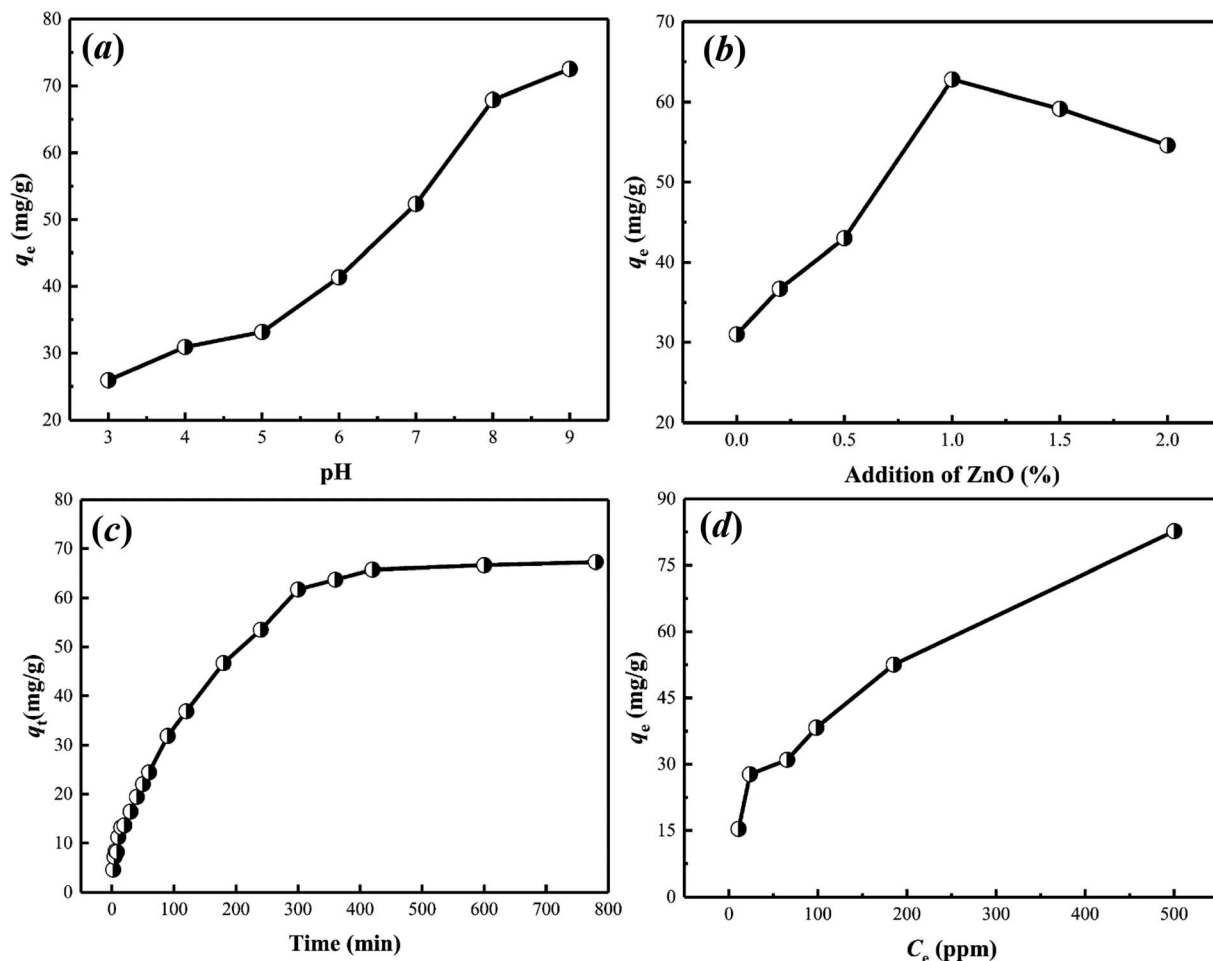 (a)
80
70
60
50
40
30
20
qe (mg/g)
3 4 5 6 7 8 9
pH
(b)
70
60
50
40
30
20
qe (mg/g)
0.0 0.5 1.0 1.5 2.0
Addition of ZnO (%)
(c)
80
70
60
50
40
30
20
10
0
qt(mg/g)
0 100 200 300 400 500 600 700 800
Time (min)
(d)
90
75
60
45
30
15
0
qe (mg/g)
0 100 200 300 400 500
Ce (ppm)